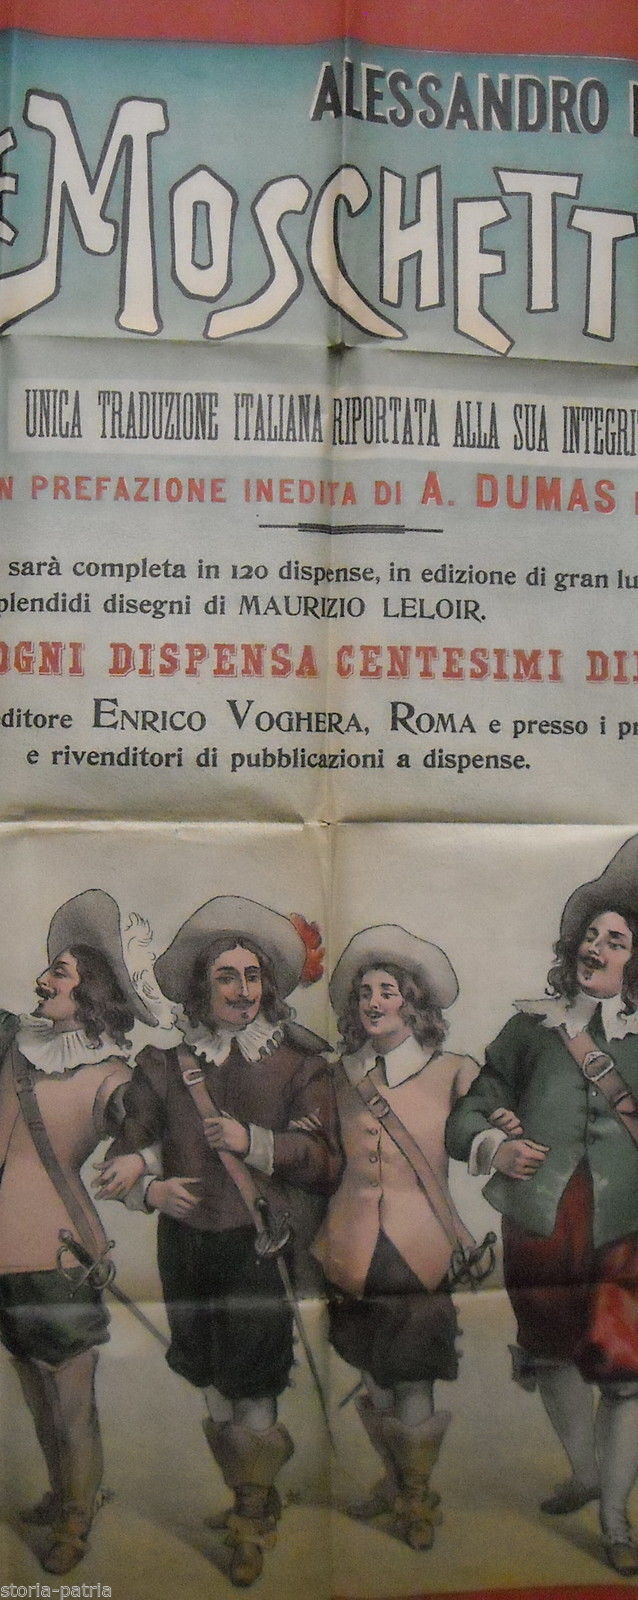 ALESSANDRO
E MOSCHETT
UNICA TRADUZIONE ITALIANA RIPORTATA ALLA SUA INTEGRI
N PREFAZIONE INEDITA DI A. DUMAS
sarà completa in 120 dispense, in edizione di gran lu
plendidi disegni di MAURIZIO LELOIR.
OGNI DISPENSA CENTESIMI DI
ditore ENRICO VOGHERA, ROMA e presso i pr
e rivenditori di pubblicazioni a dispense.
storia-patria